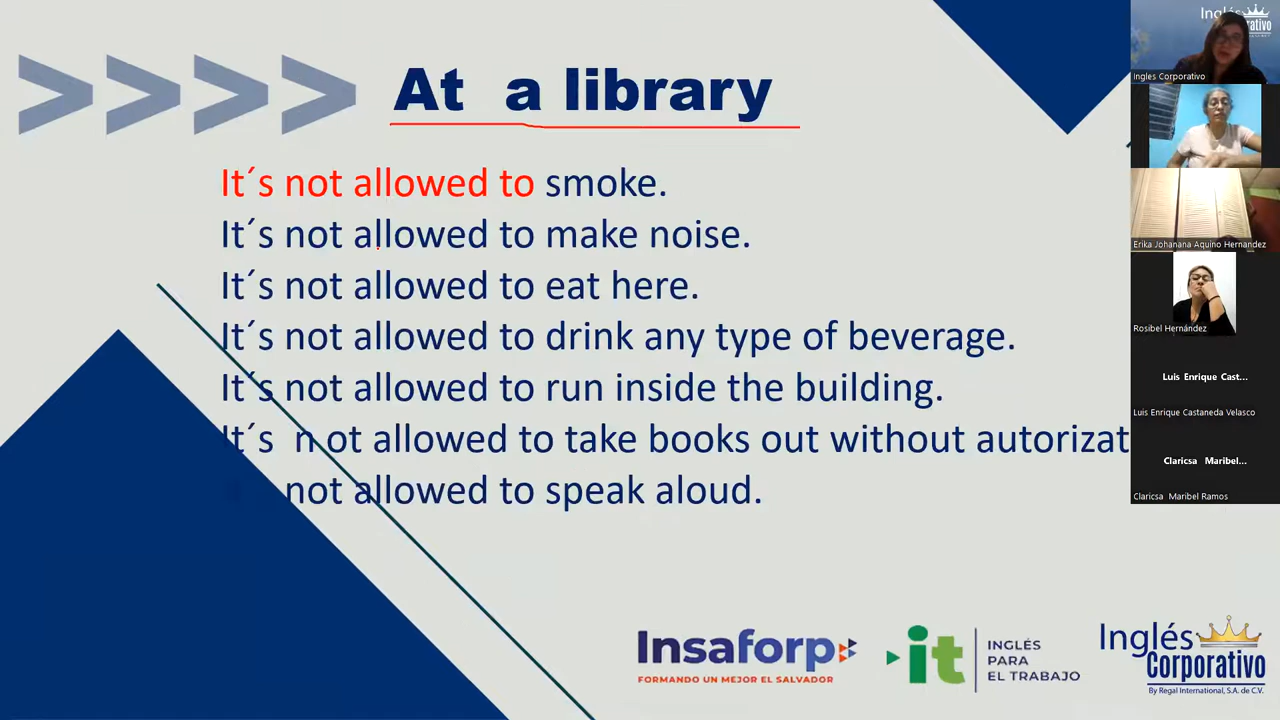 At a library
It´s not allowed to smoke.
It´s not allowed to make noise.
It´s not allowed to eat here.
It´s not allowed to drink any type of beverage.
It´s not allowed to run inside the building.
It´s n ot allowed to take books out without autorizat
not allowed to speak aloud.
Insaforp
FORMANDO UN MEJOR EL SALVADOR
it
INGLÉS
PARA
EL TRABAJO
Inglés
Corporativo
By Regal International, S.A. de C.V.
Ingles Corporativo
Erika Johanana Aquino Hernandez
Rosibel Hernández
Luis Enrique Cast...
Luis Enrique Castaneda Velasco
Claricsa Maribel...
Claricsa Maribel Ramos